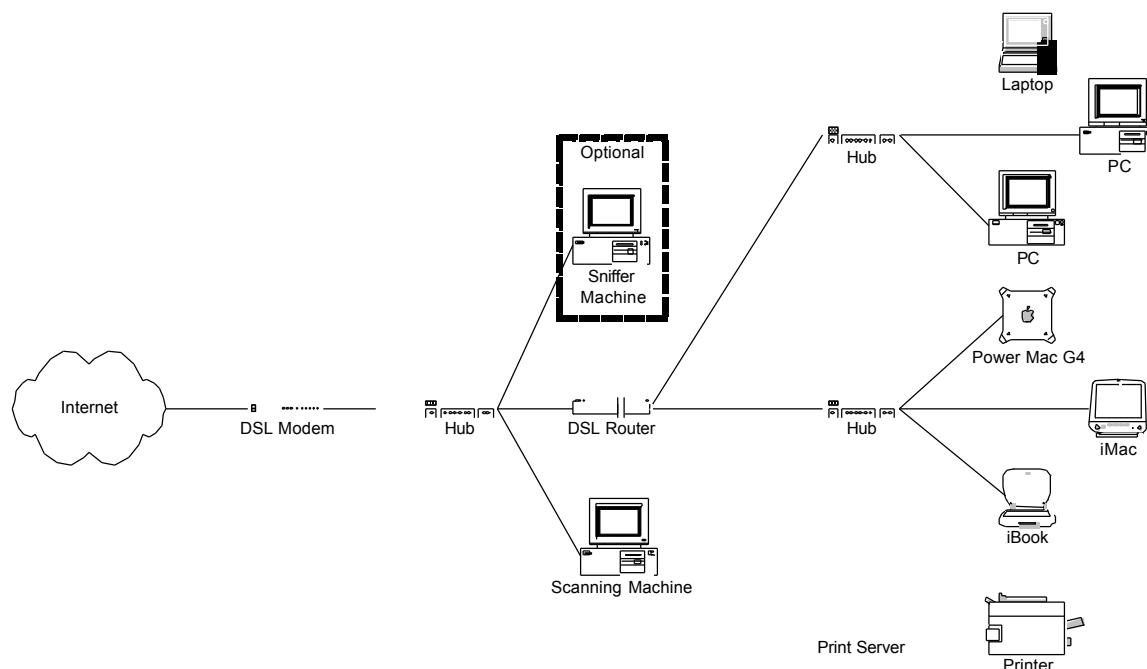 Laptop
PC
Hub
Optional
Sniffer
Machine
PC
Power Mac G4
Internet
DSL Modem
Hub
DSL Router
Hub
iMac
iBook
Scanning Machine
Print Server
Printer